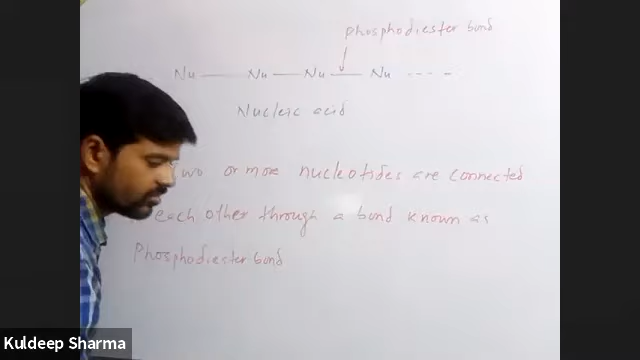 phosphodiester bond
Nu — Nu — Nu — Nu ----
Nucleic acid
wo or more nucleotides are connected
each other through a bond known as
Phosphodiester bond
Kuldeep Sharma